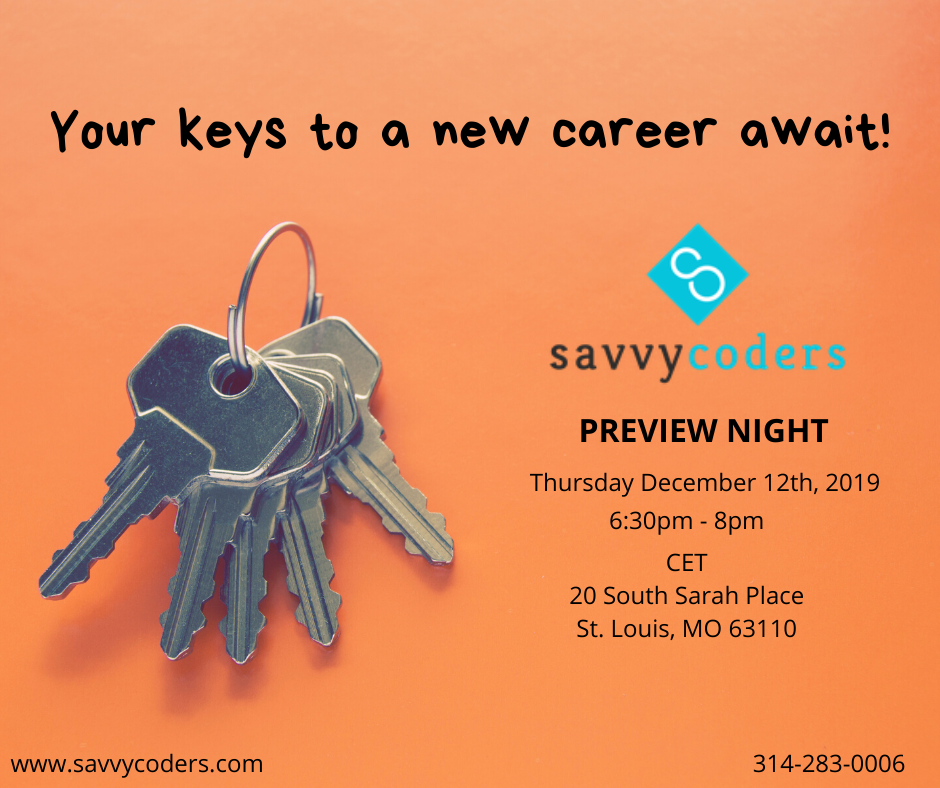 Your keys to a new career await!
savvycoders
PREVIEW NIGHT
Thursday December 12th, 2019
6:30pm - 8pm
CET
20 South Sarah Place
St. Louis, MO 63110
www.savvycoders.com
314-283-0006